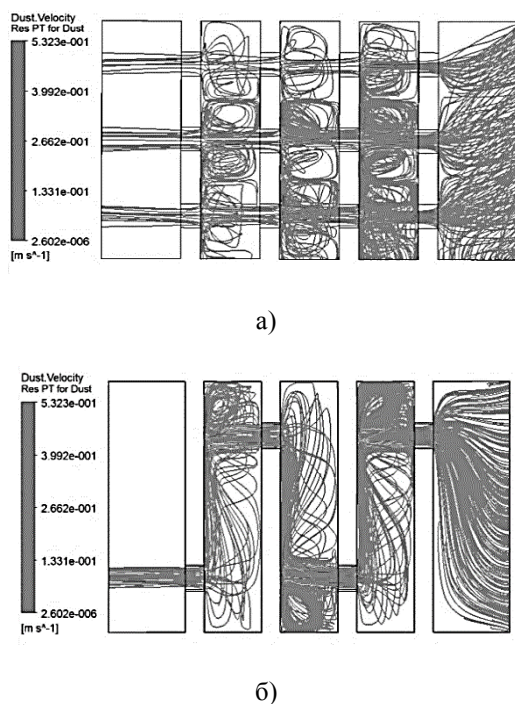 Dust.Velocity
Res PT for Dust
5.323e-001
3.992e-001
2.662e-001
1.331e-001
2.602e-006
[m s^-1]
а)
Dust.Velocity
Res PT for Dust
5.323e-001
3.992e-001
2.662e-001
1.331e-001
2.602e-006
[m s^-1]
б)